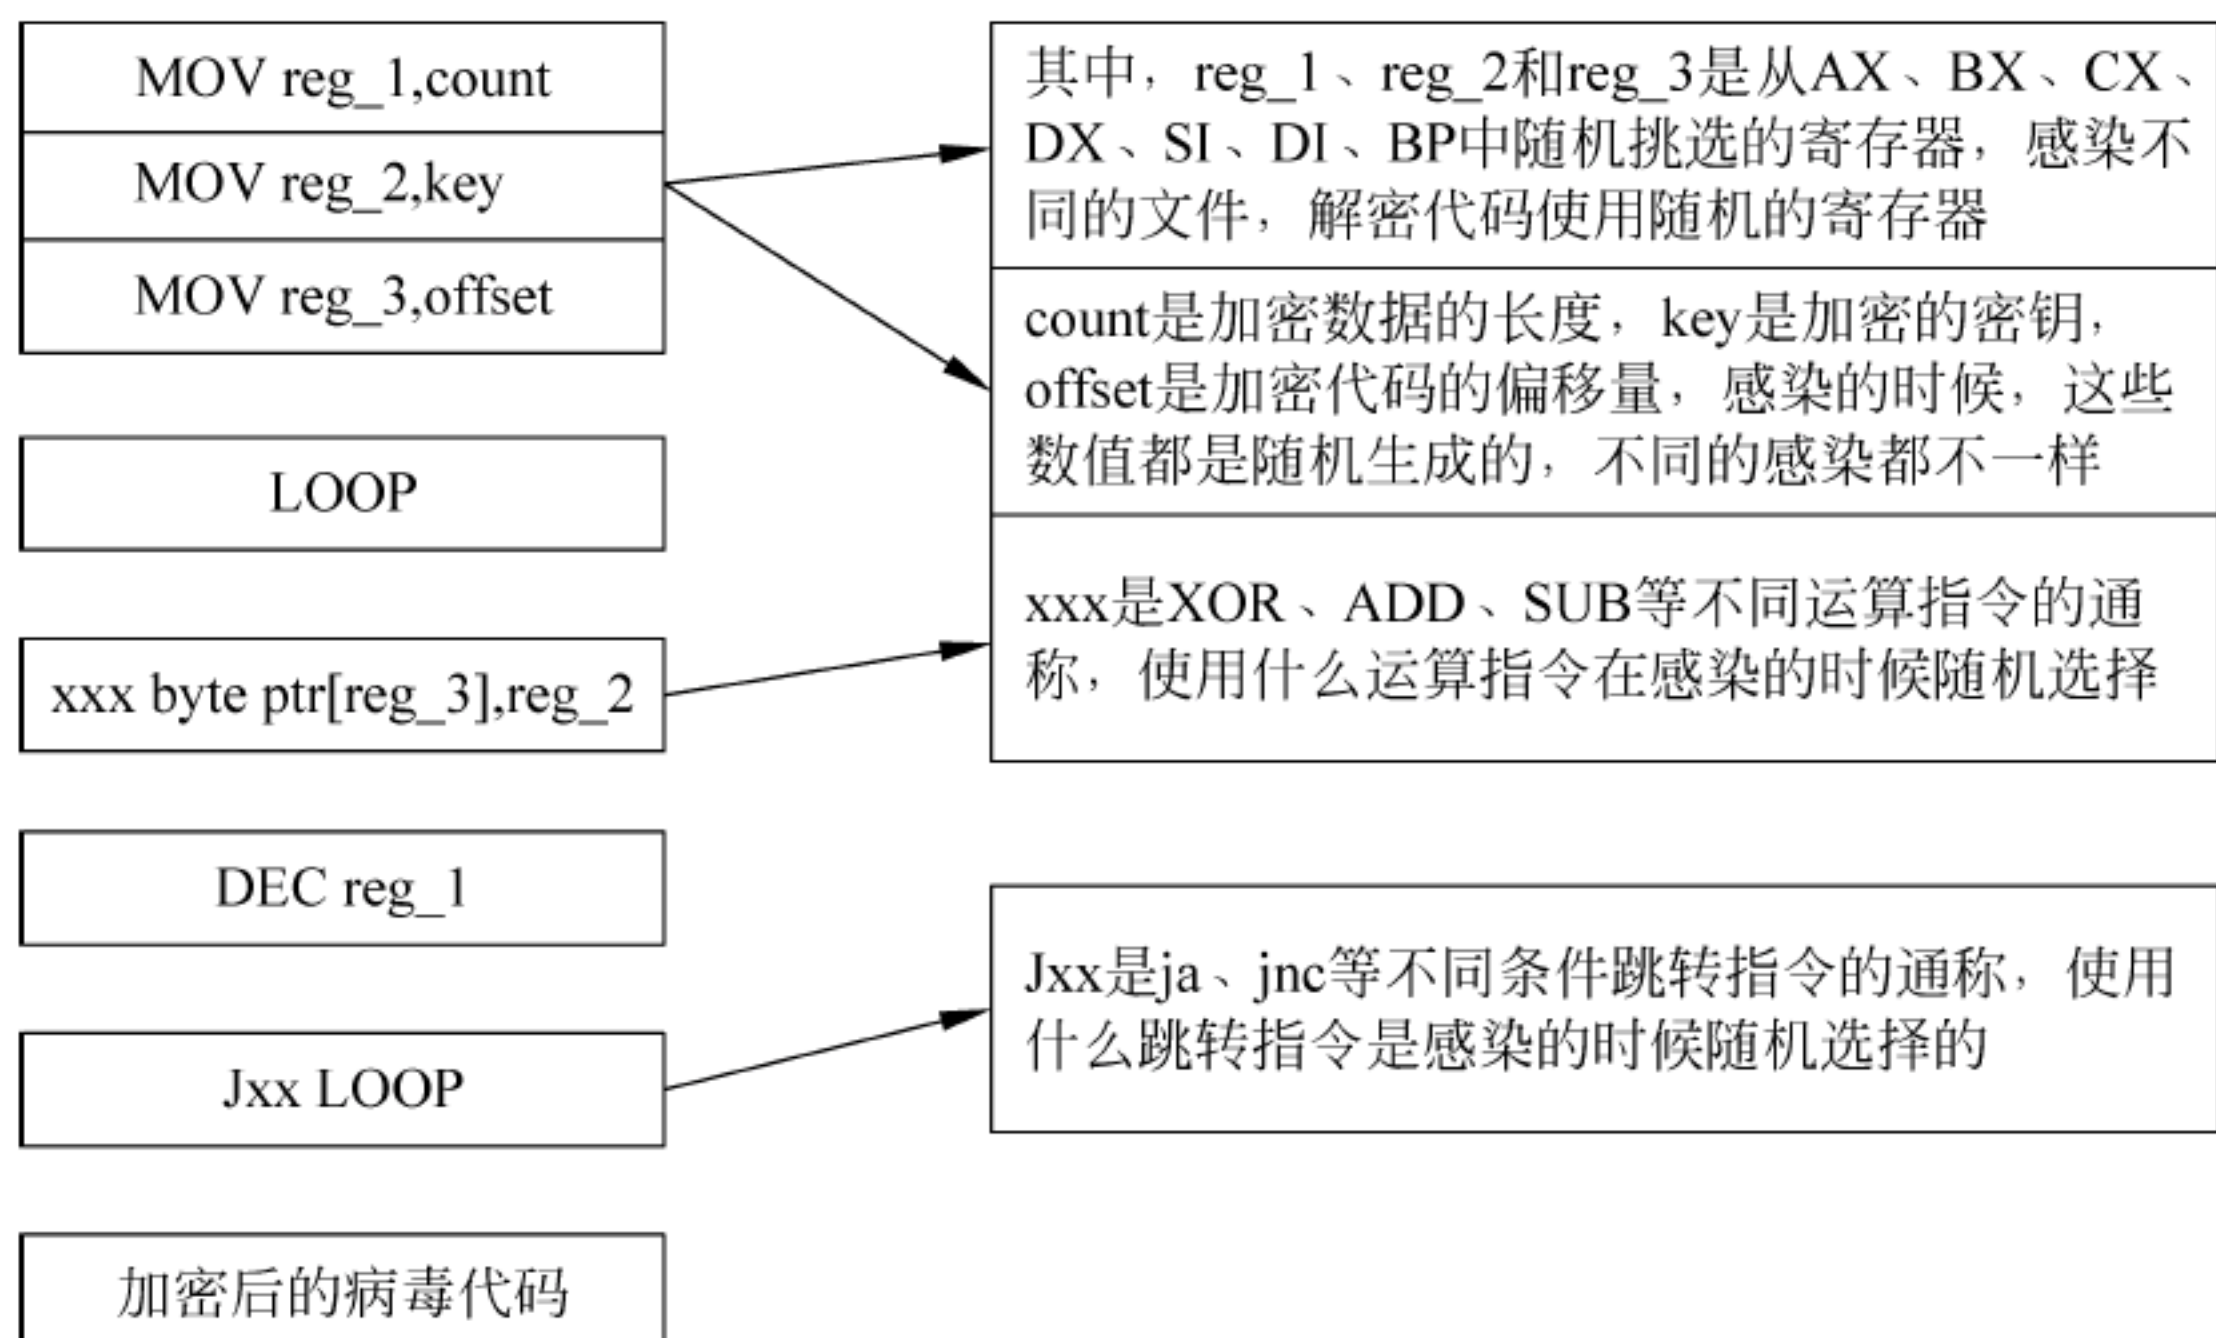 MOV reg_1,count
MOV reg_2,key
MOV reg_3,offset
LOOP
xxx byte ptr[reg_3],reg_2
DEC reg_1
Jxx LOOP
加密后的病毒代码
其中，reg_1、reg_2和reg_3是从AX、BX、CX、
DX、SI、DI、BP中随机挑选的寄存器，感染不
同的文件，解密代码使用随机的寄存器
count是加密数据的长度，key是加密的密钥，
offset是加密代码的偏移量，感染的时候，这些
数值都是随机生成的，不同的感染都不一样
xxx是XOR、ADD、SUB等不同运算指令的通
称，使用什么运算指令在感染的时候随机选择
Jxx是ja、jnc等不同条件跳转指令的通称，使用
什么跳转指令是感染的时候随机选择的